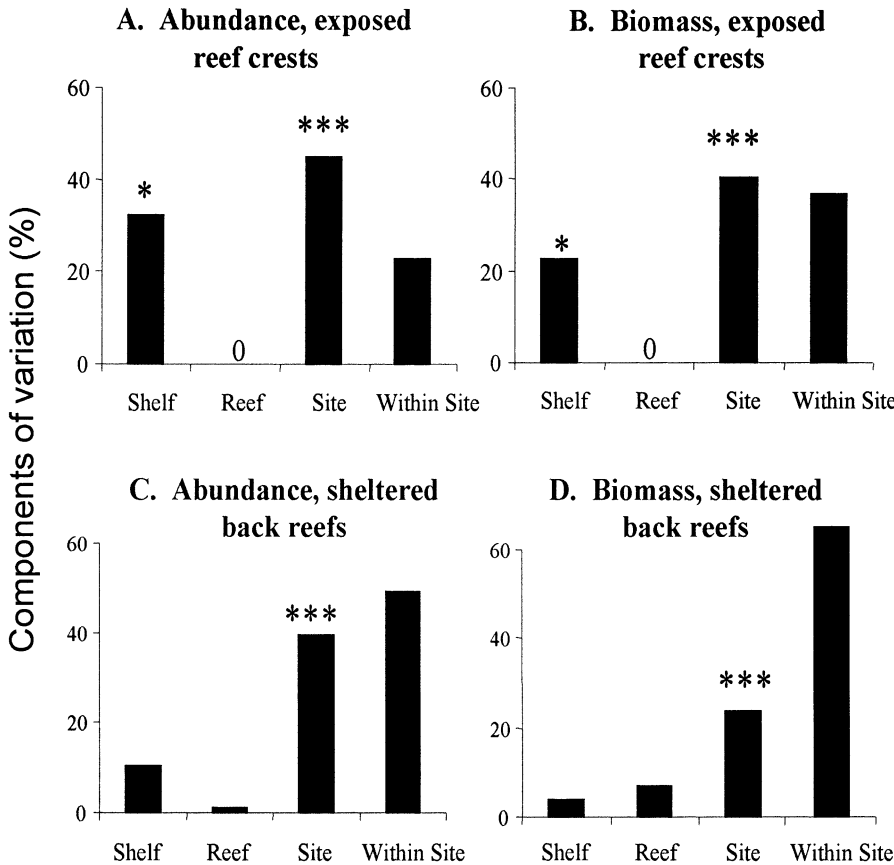 A. Abundance, exposed
reef crests
60
40
20
0
*
0
***
Shelf Reef Site Within Site
B. Biomass, exposed
reef crests
60
40
20
0
*
0
***
Shelf Reef Site Within Site
Components of variation (%)
C. Abundance, sheltered
back reefs
60
40
20
0
***
Shelf Reef Site Within Site
D. Biomass, sheltered
back reefs
60
40
20
0
***
Shelf Reef Site Within Site